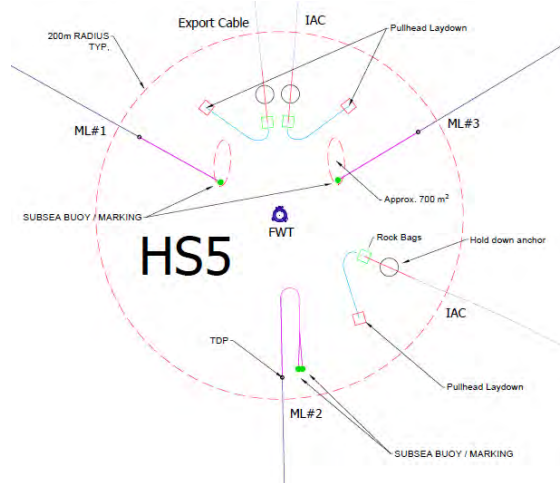 Export Cable
IAC
200m RADIUS
TYP.
Pullhead Laydown
ML#1
ML#3
SUBSEA BUOY / MARKING
Approx. 700 m²
FWT
Rock Bags
Hold down anchor
HS5
IAC
TDP
Pullhead Laydown
ML#2
SUBSEA BUOY / MARKING